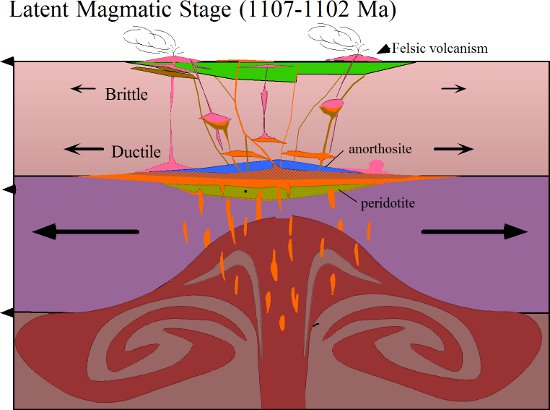 Latent Magmatic Stage (1107-1102 Ma)
Felsic volcanism
Brittle
Ductile
anorthosite
peridotite